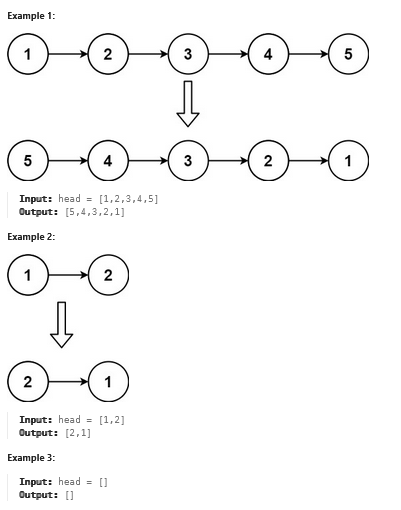 Example 1:
1 2 3 4 5
5 4 3 2 1
Input: head = [1,2,3,4,5]
Output: [5,4,3,2,1]
Example 2:
1 2
2 1
Input: head = [1,2]
Output: [2,1]
Example 3:
Input: head = []
Output: []